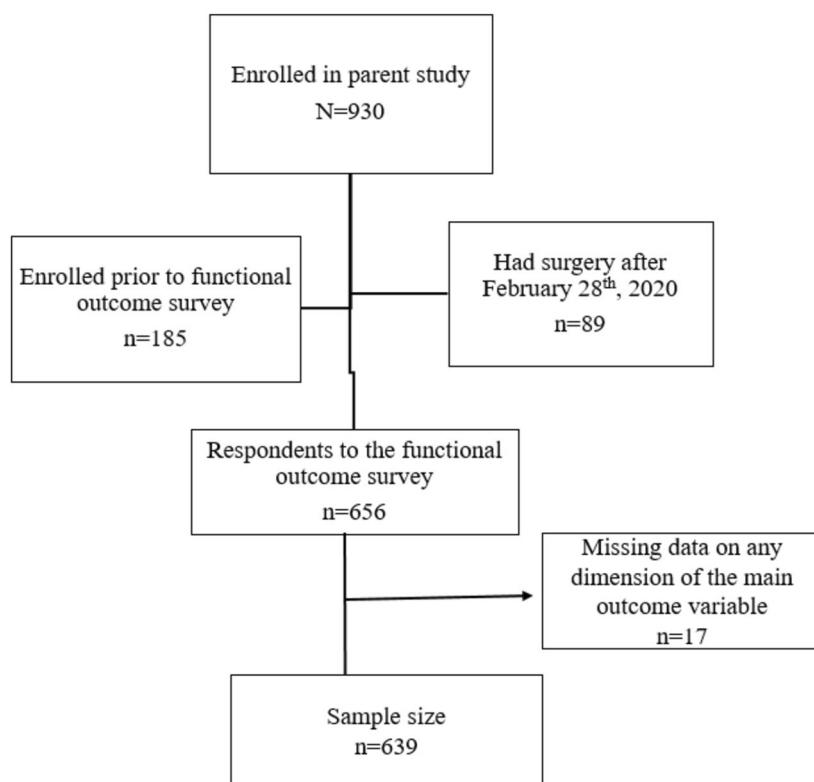 Enrolled in parent study
N=930
Enrolled prior to functional
outcome survey
n=185
Had surgery after
February 28th, 2020
n=89
Respondents to the functional
outcome survey
n=656
Missing data on any
dimension of the main
outcome variable
n=17
Sample size
n=639